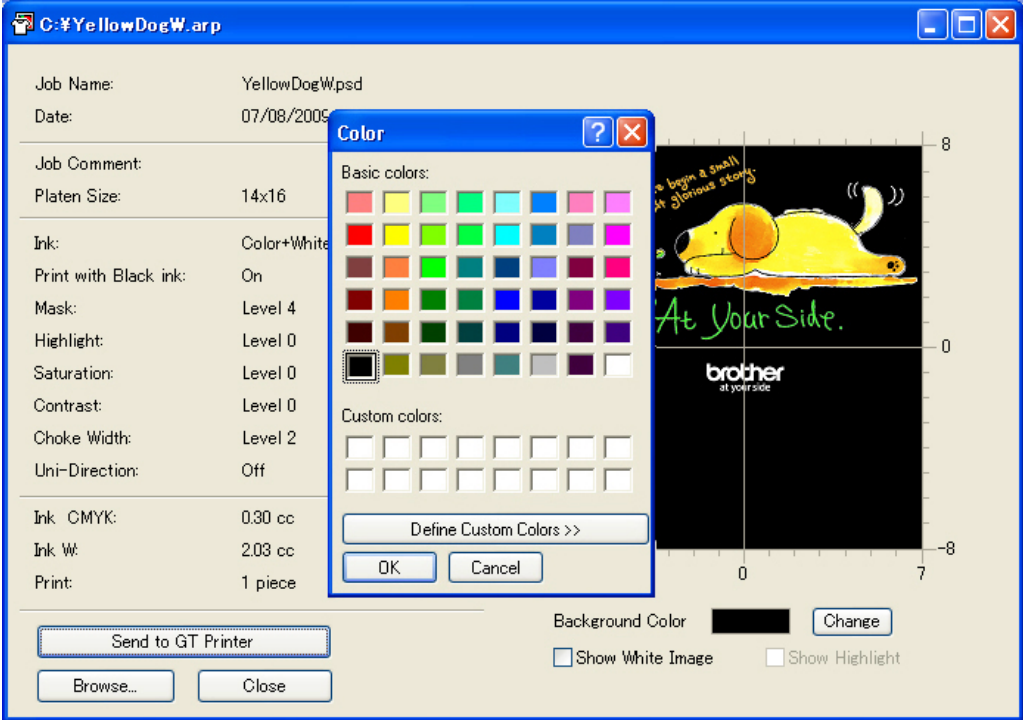 C:¥YellowDogW.arp
Job Name: YellowDogW.psd
Date: 07/08/2009
Job Comment:
Platen Size: 14x16
Ink: Color+White
Print with Black ink: On
Mask: Level 4
Highlight: Level 0
Saturation: Level 0
Contrast: Level 0
Choke Width: Level 2
Uni-Direction: Off
Ink CMYK: 0.30 cc
Ink W: 2.03 cc
Print: 1 piece
Send to GT Printer
Browse...
Close
Color
Basic colors:
Custom colors:
Define Custom Colors >>
OK
Cancel
begin a small
glorious story.
At Your Side.
brother
at your side
8
0
-8
0
7
Background Color
Change
Show White Image
Show Highlight